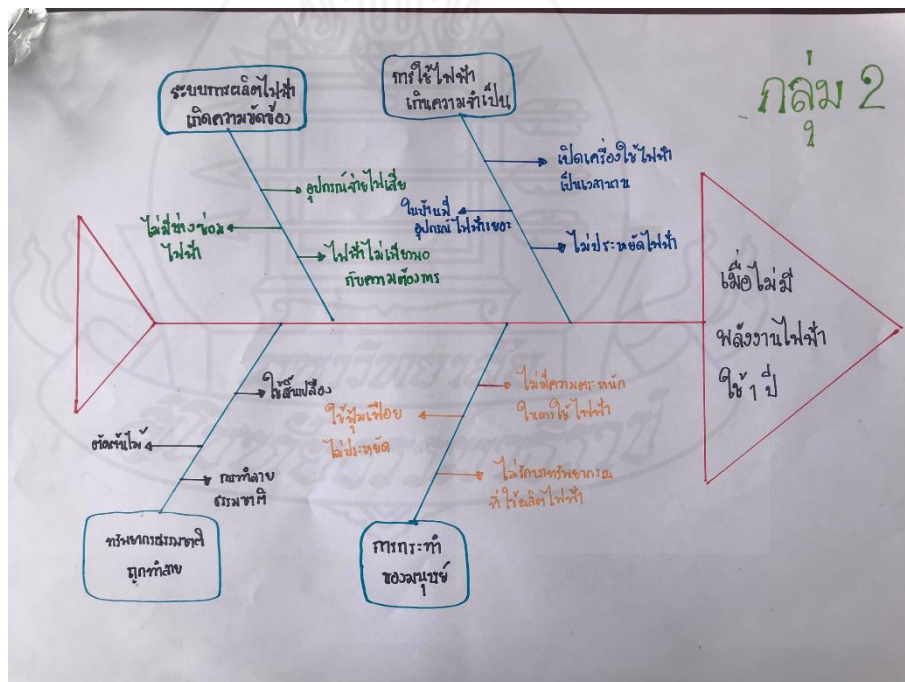 กลุ่ม 2
ระบบการผลิตไฟฟ้า
เกิดความขัดข้อง
อุปกรณ์จ่ายไฟเสีย
ไม่มีช่างซ่อม
ไฟฟ้า
ไฟฟ้าไม่เพียงพอ
กับความต้องการ
การใช้ไฟฟ้า
เกินความจำเป็น
เปิดเครื่องใช้ไฟฟ้า
เป็นเวลานาน
ในบ้านมี
อุปกรณ์ไฟฟ้าเยอะ
ไม่ประหยัดไฟฟ้า
เมื่อไม่มี
พลังงานไฟฟ้า
ใช้ 1 ปี
ใช้สิ้นเปลือง
ตัดต้นไม้
การทำลาย
ธรรมชาติ
ทรัพยากรธรรมชาติ
ถูกทำลาย
ไม่มีความตระหนัก
ในการใช้ไฟฟ้า
ใช้ฟุ่มเฟือย
ไม่ประหยัด
ไม่รักษาทรัพยากร
ที่ใช้ผลิตไฟฟ้า
การกระทำ
ของมนุษย์